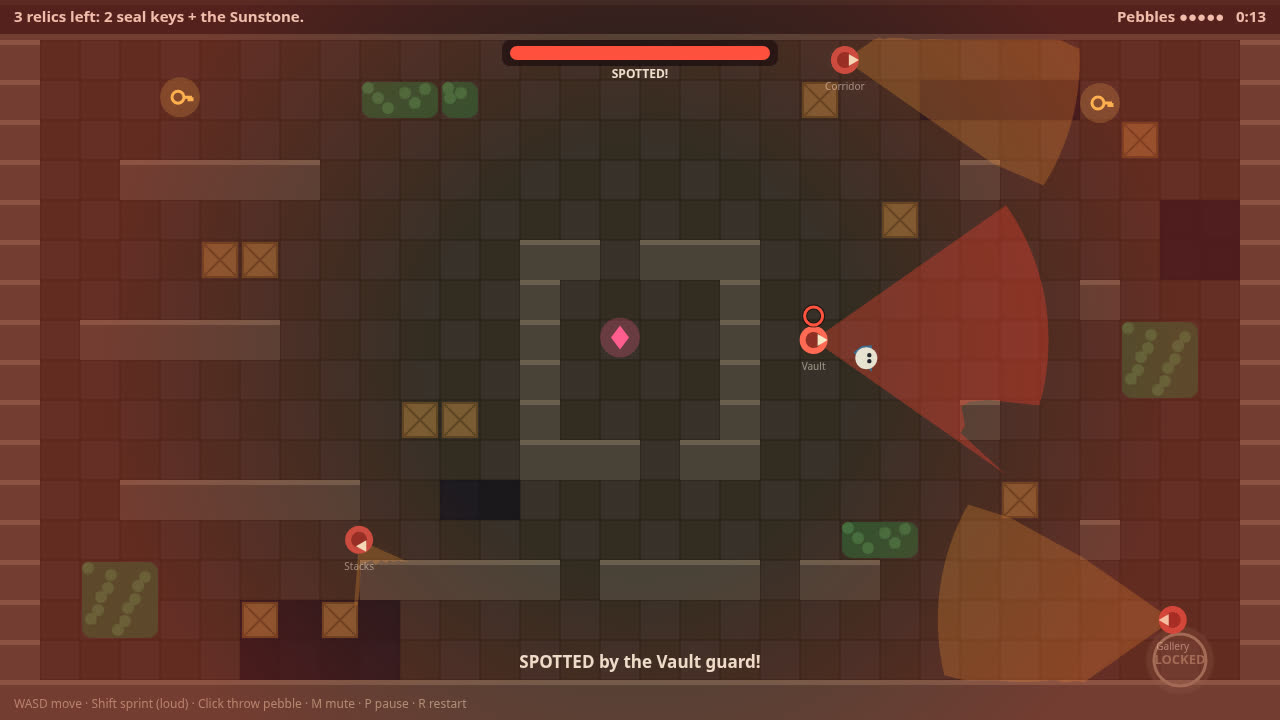 3 relics left: 2 seal keys + the Sunstone.
Pebbles ●●●●● 0:13
SPOTTED!
Corridor
Vault
Stacks
Gallery
LOCKED
SPOTTED by the Vault guard!
WASD move · Shift sprint (loud) · Click throw pebble · M mute · P pause · R restart